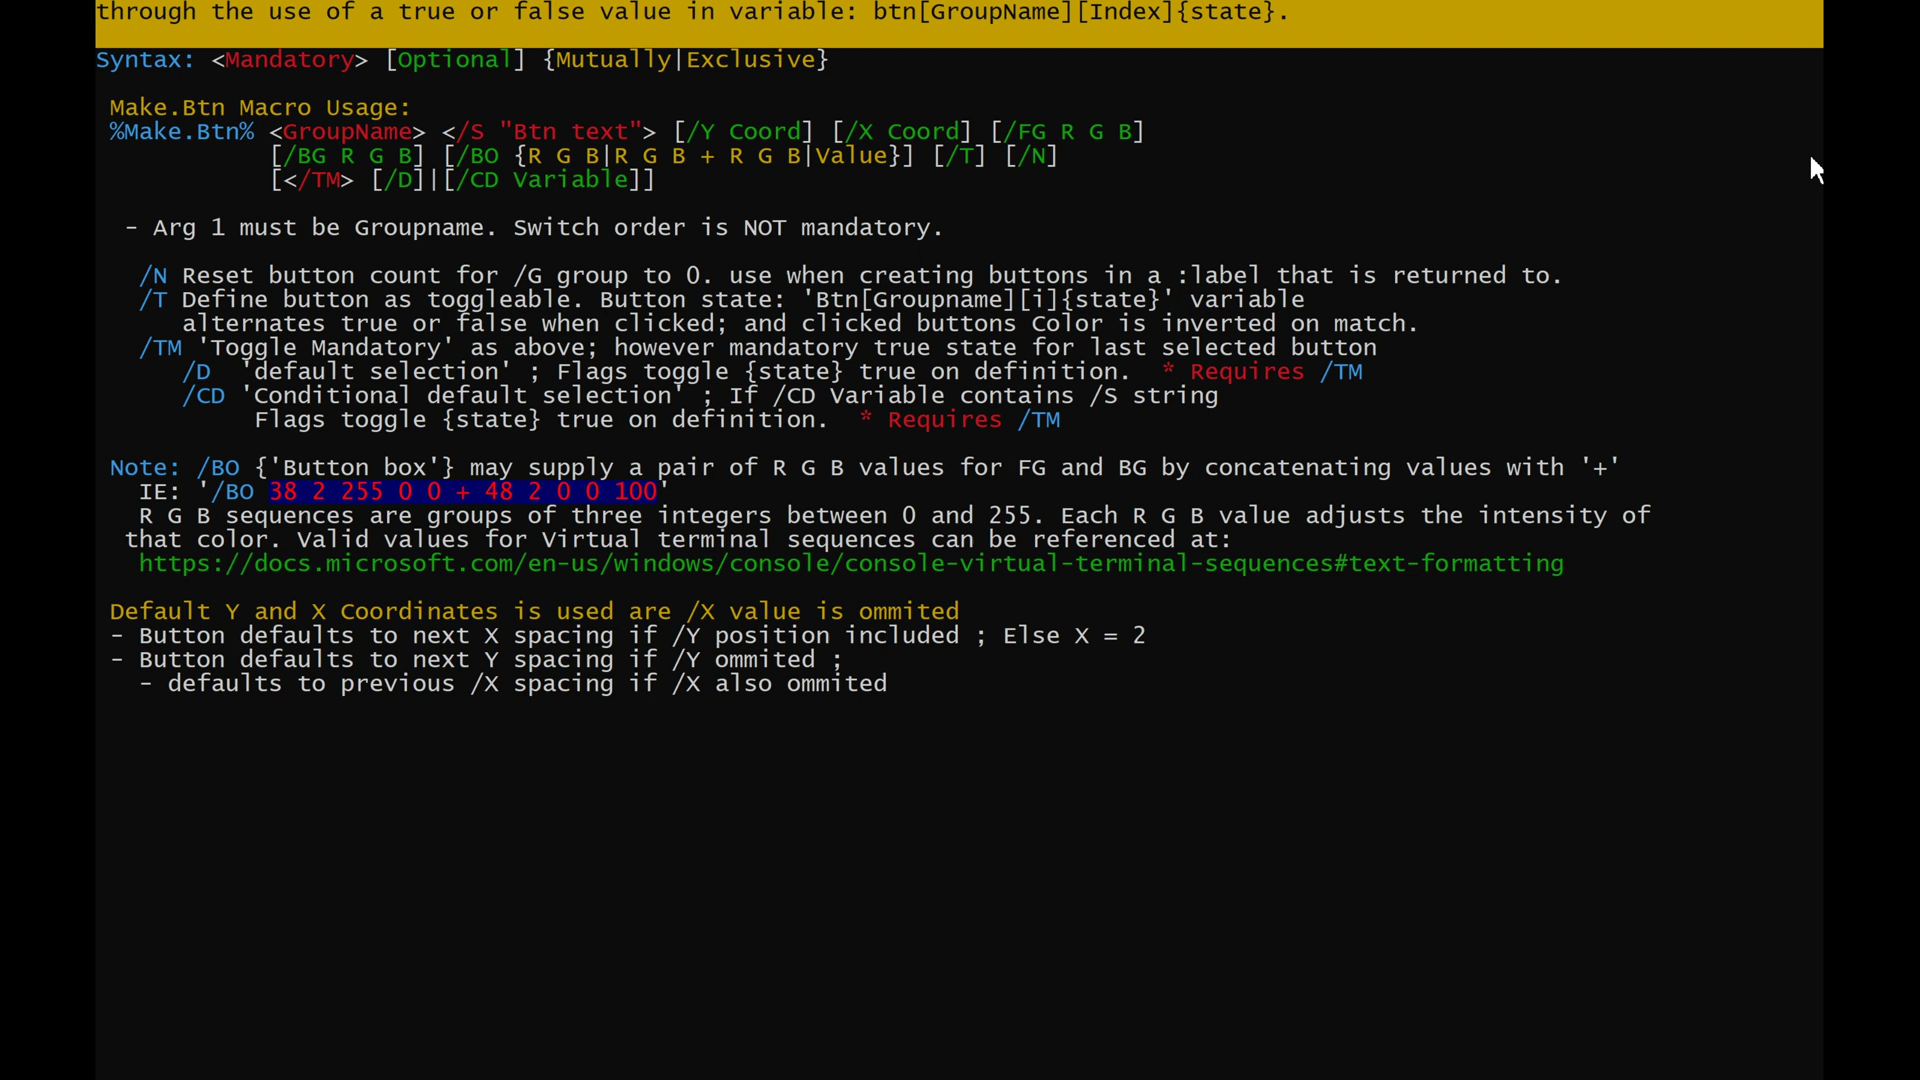 through the use of a true or false value in variable: btn[GroupName][Index]{state}.
Syntax: <Mandatory> [Optional] {Mutually|Exclusive}
Make.Btn Macro Usage:
%Make.Btn% <GroupName> </S "Btn text"> [/Y Coord] [/X Coord] [/FG R G B]
[/BG R G B] [/BO {R G B|R G B + R G B|Value}] [/T] [/N]
[</TM> [/D]|[/CD Variable]]
- Arg 1 must be Groupname. Switch order is NOT mandatory.
/N Reset button count for /G group to 0. use when creating buttons in a :label that is returned to.
/T Define button as toggleable. Button state: 'Btn[Groupname][i]{state}' variable
alternates true or false when clicked; and clicked buttons Color is inverted on match.
/TM 'Toggle Mandatory' as above; however mandatory true state for last selected button
/D  'default selection' ; Flags toggle {state} true on definition.  * Requires /TM
/CD 'Conditional default selection' ; If /CD Variable contains /S string
Flags toggle {state} true on definition.  * Requires /TM
Note: /BO {'Button box'} may supply a pair of R G B values for FG and BG by concatenating values with '+'
IE: '/BO 38 2 255 0 0 + 48 2 0 0 100'
R G B sequences are groups of three integers between 0 and 255. Each R G B value adjusts the intensity of
that color. Valid values for Virtual terminal sequences can be referenced at:
https://docs.microsoft.com/en-us/windows/console/console-virtual-terminal-sequences#text-formatting
Default Y and X Coordinates is used are /X value is ommited
- Button defaults to next X spacing if /Y position included ; Else X = 2
- Button defaults to next Y spacing if /Y ommited ;
- defaults to previous /X spacing if /X also ommited